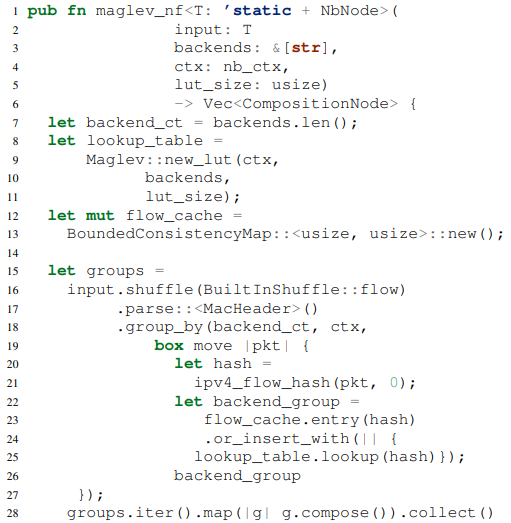 1 pub fn maglev_nf<T: ’static + NbNode>(
2 input: T
3 backends: &[str],
4 ctx: nb_ctx,
5 lut_size: usize)
6 -> Vec<CompositionNode> {
7 let backend_ct = backends.len();
8 let lookup_table =
9 Maglev::new_lut(ctx,
10 backends,
11 lut_size);
12 let mut flow_cache =
13 BoundedConsistencyMap::<usize, usize>::new();
14
15 let groups =
16 input.shuffle(BuiltInShuffle::flow)
17 .parse::<MacHeader>()
18 .group_by(backend_ct, ctx,
19 box move |pkt| {
20 let hash =
21 ipv4_flow_hash(pkt, 0);
22 let backend_group =
23 flow_cache.entry(hash)
24 .or_insert_with(|| {
25 lookup_table.lookup(hash)});
26 backend_group
27 });
28 groups.iter().map(|g| g.compose()).collect()